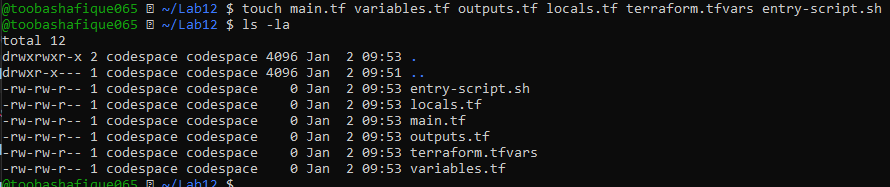 @toobashafique065 ~/Lab12 $ touch main.tf variables.tf outputs.tf locals.tf terraform.tfvars entry-script.sh
@toobashafique065 ~/Lab12 $ ls -la
total 12
drwxrwxr-x 2 codespace codespace 4096 Jan  2 09:53 .
drwxr-x--- 1 codespace codespace 4096 Jan  2 09:51 ..
-rw-rw-r-- 1 codespace codespace    0 Jan  2 09:53 entry-script.sh
-rw-rw-r-- 1 codespace codespace    0 Jan  2 09:53 locals.tf
-rw-rw-r-- 1 codespace codespace    0 Jan  2 09:53 main.tf
-rw-rw-r-- 1 codespace codespace    0 Jan  2 09:53 outputs.tf
-rw-rw-r-- 1 codespace codespace    0 Jan  2 09:53 terraform.tfvars
-rw-rw-r-- 1 codespace codespace    0 Jan  2 09:53 variables.tf
@toobashafique065 ~/Lab12 $